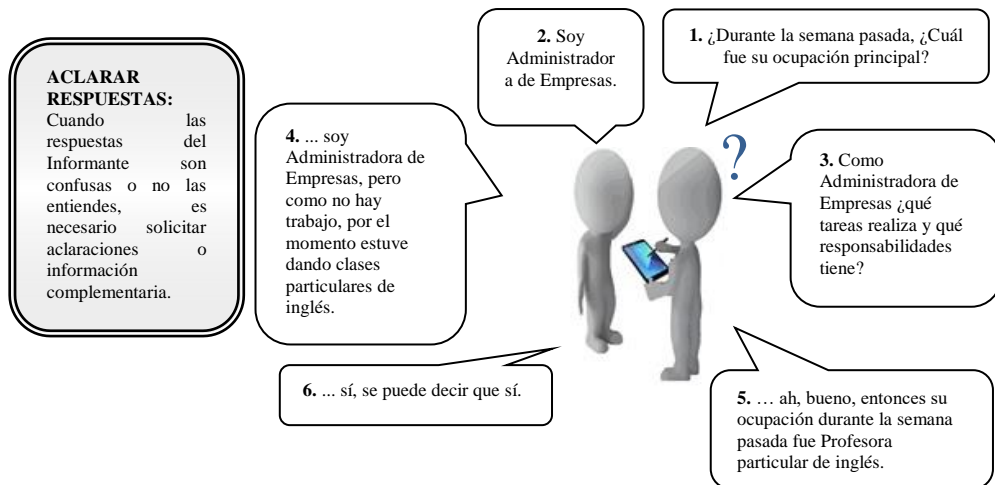 ACLARAR
RESPUESTAS:
Cuando las
respuestas del
Informante son
confusas o no las
entiendes, es
necesario solicitar
aclaraciones o
información
complementaria.
1. ¿Durante la semana pasada, ¿Cuál
fue su ocupación principal?
2. Soy
Administrador
a de Empresas.
3. Como
Administradora de
Empresas ¿qué
tareas realiza y qué
responsabilidades
tiene?
4. ... soy
Administradora de
Empresas, pero
como no hay
trabajo, por el
momento estuve
dando clases
particulares de
inglés.
5. … ah, bueno, entonces su
ocupación durante la semana
pasada fue Profesora
particular de inglés.
6. ... sí, se puede decir que sí.
?